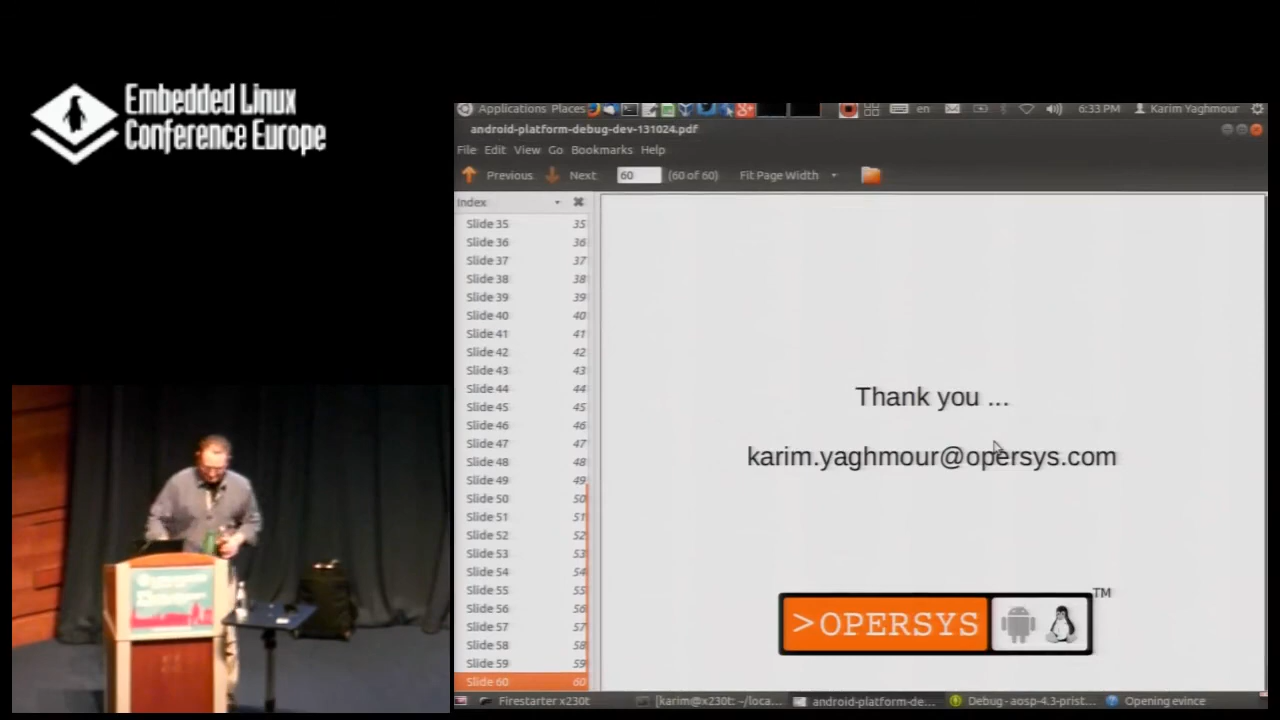 Embedded Linux
Conference Europe
Applications Places en 6:33 PM Karim Yaghmour
android-platform-debug-dev-131024.pdf
File Edit View Go Bookmarks Help
Previous Next 60 (60 of 60) Fit Page Width
Index
Slide 35 35
Slide 36 36
Slide 37 37
Slide 38 38
Slide 39 39
Slide 40 40
Slide 41 41
Slide 42 42
Slide 43 43
Slide 44 44
Slide 45 45
Slide 46 46
Slide 47 47
Slide 48 48
Slide 49 49
Slide 50 50
Slide 51 51
Slide 52 52
Slide 53 53
Slide 54 54
Slide 55 55
Slide 56 56
Slide 57 57
Slide 58 58
Slide 59 59
Slide 60 60
Thank you ...
karim.yaghmour@opersys.com
>OPERSYS TM
Firestarter x230t [karim@x230t: ~/loca... android-platform-de... Debug - aosp-4.3-prist... Opening evince